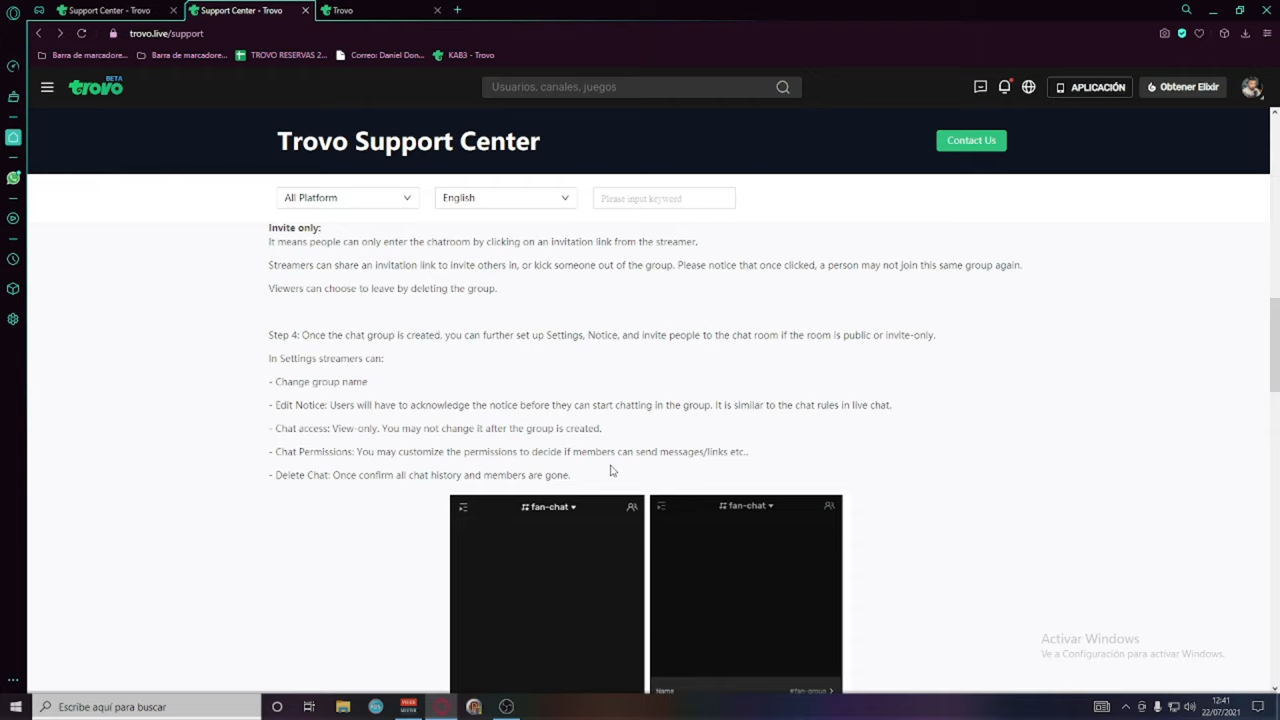 Support Center - Trovo
Support Center - Trovo
Trovo
trovo.live/support
Barra de marcadore...
Barra de marcadore...
TROVO RESERVAS 2...
Correo: Daniel Don...
KAB3 - Trovo
trovo
BETA
Usuarios, canales, juegos
APLICACIÓN
Obtener Elixir
Trovo Support Center
Contact Us
All Platform
English
Please input keyword
Invite only:
It means people can only enter the chatroom by clicking on an invitation link from the streamer.
Streamers can share an invitation link to invite others in, or kick someone out of the group. Please notice that once clicked, a person may not join this same group again.
Viewers can choose to leave by deleting the group.
Step 4: Once the chat group is created, you can further set up Settings, Notice, and invite people to the chat room if the room is public or invite-only.
In Settings streamers can:
- Change group name
- Edit Notice: Users will have to acknowledge the notice before they can start chatting in the group. It is similar to the chat rules in live chat.
- Chat access: View-only. You may not change it after the group is created.
- Chat Permissions: You may customize the permissions to decide if members can send messages/links etc..
- Delete Chat: Once confirm all chat history and members are gone.
fan-chat
fan-chat
Name
#fan-group
Activar Windows
Ve a Configuración para activar Windows.
Escribe aquí para buscar
12:41
22/07/2021